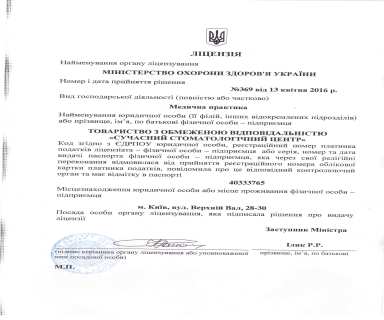 ЛІЦЕНЗІЯ
Найменування органу ліцензування
МІНІСТЕРСТВО ОХОРОНИ ЗДОРОВ'Я УКРАЇНИ
Номер і дата прийняття рішення
№369 від 13 квітня 2016 р.
Вид господарської діяльності (повністю або частково)
Медична практика
Найменування юридичної особи (її філій, інших відокремлених підрозділів)
або прізвище, ім'я, по батькові фізичної особи – підприємця
ТОВАРИСТВО З ОБМЕЖЕНОЮ ВІДПОВІДАЛЬНІСТЮ
«СУЧАСНИЙ СТОМАТОЛОГІЧНИЙ ЦЕНТР»
Код згідно з ЄДРПОУ юридичної особи, реєстраційний номер платника
податків ліцензіата – фізичної особи – підприємця або серія, номер та дата
видачі паспорта фізичної особи – підприємця, яка через свої релігійні
переконання відмовилася від прийняття реєстраційного номера облікової
картки платника податків, повідомила про це відповідний контролюючий
орган та має відмітку в паспорті
40333765
Місцезнаходження юридичної особи або місце проживання фізичної особи –
підприємця
м. Київ, вул. Верхній Вал, 28-30
Посада особи органу ліцензування, яка підписала рішення про видачу
ліцензії
Заступник Міністра
Ілик Р.Р.
(підпис керівника органу ліцензування або уповноваженої прізвище, ім'я, по батькові
ним посадової особи)
М.П.